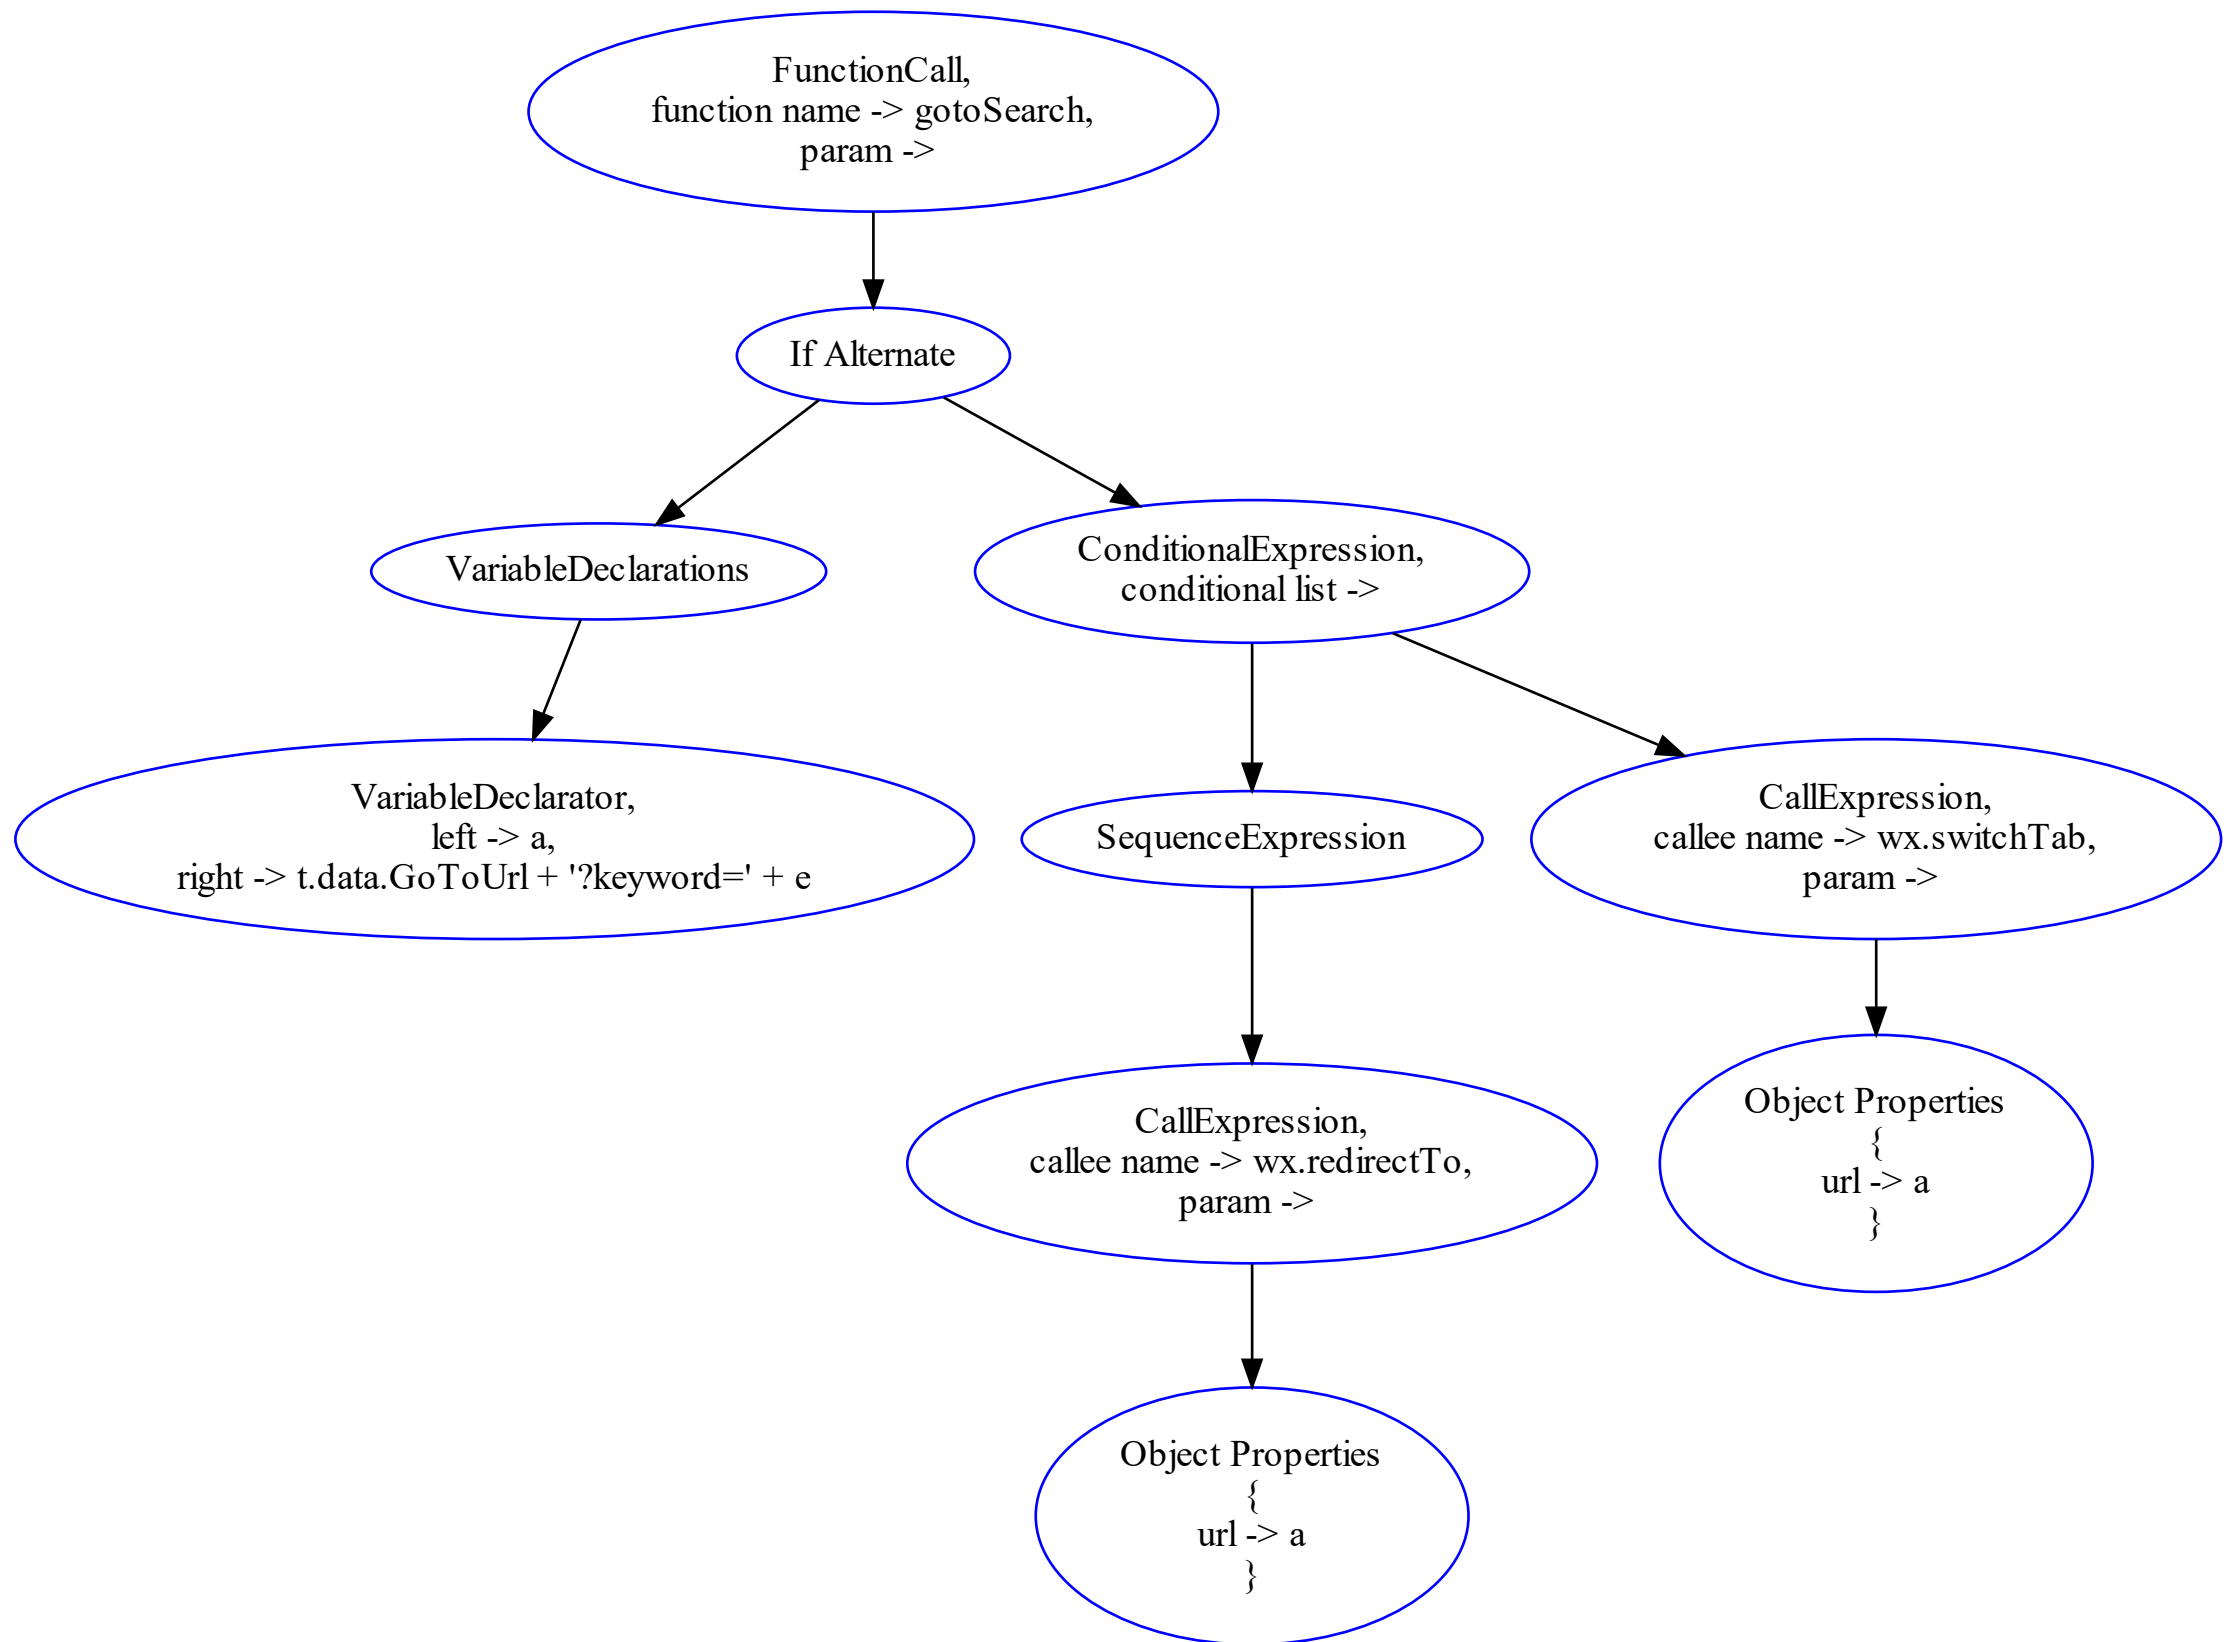 FunctionCall,
function name -> gotoSearch,
param ->
If Alternate
VariableDeclarations
ConditionalExpression,
conditional list ->
VariableDeclarator,
left -> a,
right -> t.data.GoToUrl + '?keyword=' + e
SequenceExpression
CallExpression,
callee name -> wx.switchTab,
param ->
CallExpression,
callee name -> wx.redirectTo,
param ->
Object Properties
{
url -> a
}
Object Properties
{
url -> a
}